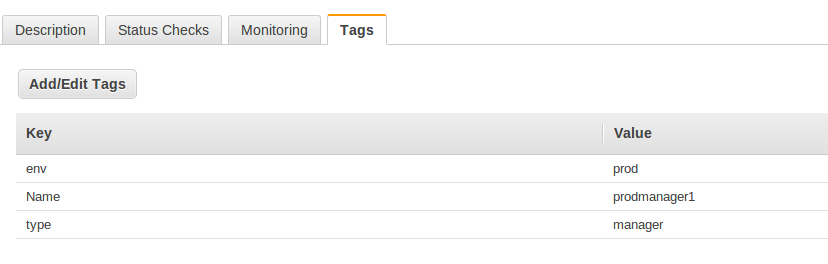 Description Status Checks Monitoring Tags
Add/Edit Tags
Key Value
env prod
Name prodmanager1
type manager